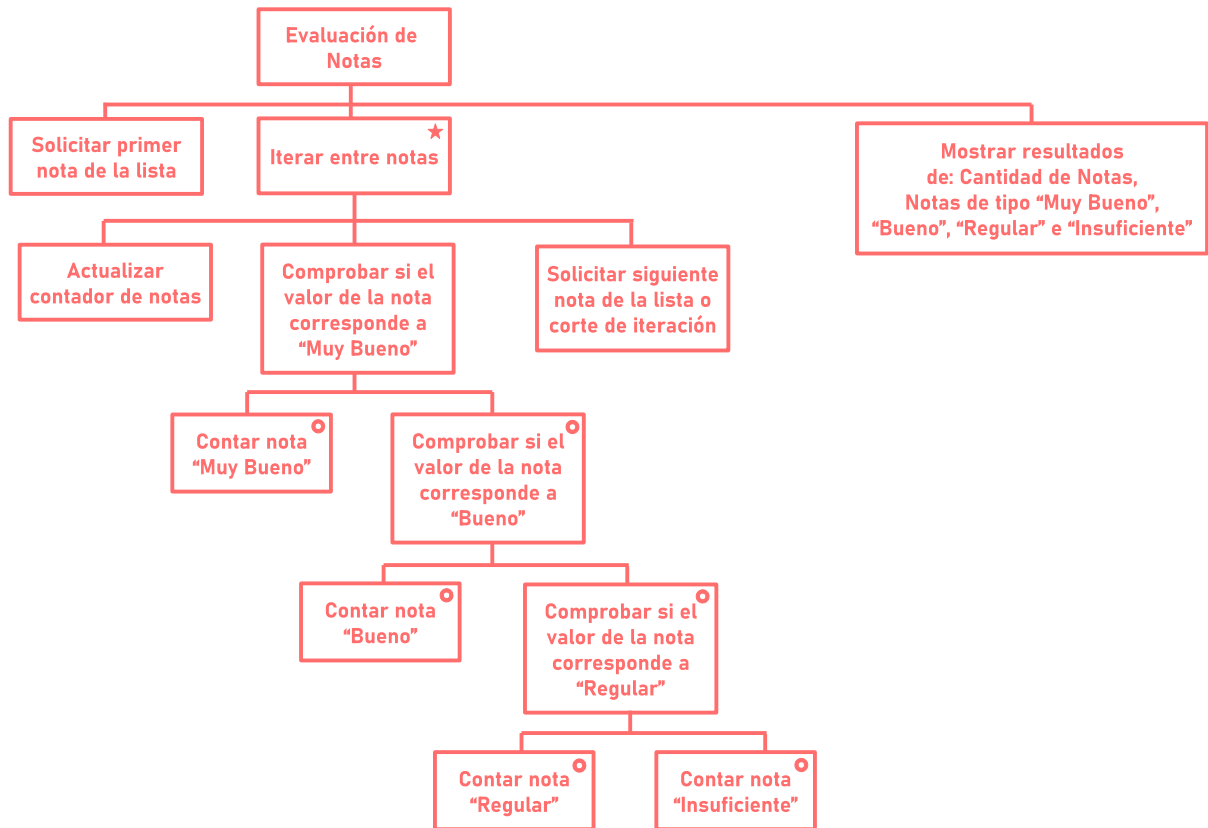 Evaluación de
Notas
Solicitar primer
nota de la lista
Iterar entre notas
Mostrar resultados
de: Cantidad de Notas,
Notas de tipo “Muy Bueno”,
“Bueno”, “Regular” e “Insuficiente”
Actualizar
contador de notas
Comprobar si el
valor de la nota
corresponde a
“Muy Bueno”
Solicitar siguiente
nota de la lista o
corte de iteración
Contar nota
“Muy Bueno”
Comprobar si el
valor de la nota
corresponde a
“Bueno”
Contar nota
“Bueno”
Comprobar si el
valor de la nota
corresponde a
“Regular”
Contar nota
“Regular”
Contar nota
“Insuficiente”